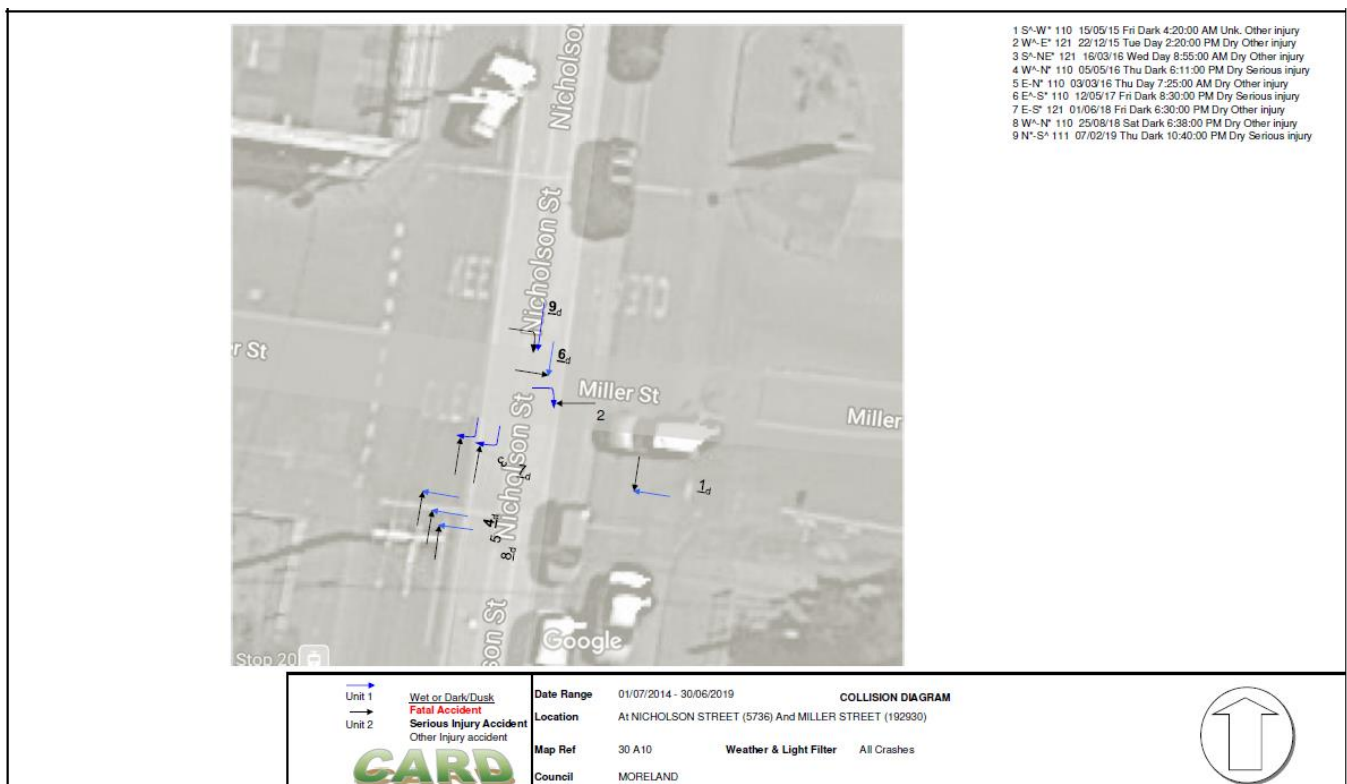 1 S^-W* 110 15/05/15 Fri Dark 4:20:00 AM Unk. Other injury
2 W^-E* 121 22/12/15 Tue Day 2:20:00 PM Dry Other injury
3 S^-NE* 121 16/03/16 Wed Day 8:55:00 AM Dry Other injury
4 W^-N* 110 05/05/16 Thu Dark 6:11:00 PM Dry Serious injury
5 E-N* 110 03/03/16 Thu Day 7:25:00 AM Dry Other injury
6 E^-S* 110 12/05/17 Fri Dark 8:30:00 PM Dry Serious injury
7 E-S* 121 01/06/18 Fri Dark 6:30:00 PM Dry Other injury
8 W^-N* 110 25/08/18 Sat Dark 6:38:00 PM Dry Other injury
9 N*-S^ 111 07/02/19 Thu Dark 10:40:00 PM Dry Serious injury
Nicholson
Nicholson St
Nicholson St
9d
6d
r St
Miller St
2
Miller
Nicholson St
3
7d
1d
4d
5
8d
son St
Google
Stop 20
Unit 1
Unit 2
Wet or Dark/Dusk
Fatal Accident
Serious Injury Accident
Other Injury accident
CARD
Date Range 01/07/2014 - 30/06/2019 COLLISION DIAGRAM
Location At NICHOLSON STREET (5736) And MILLER STREET (192930)
Map Ref 30 A10 Weather & Light Filter All Crashes
Council MORELAND